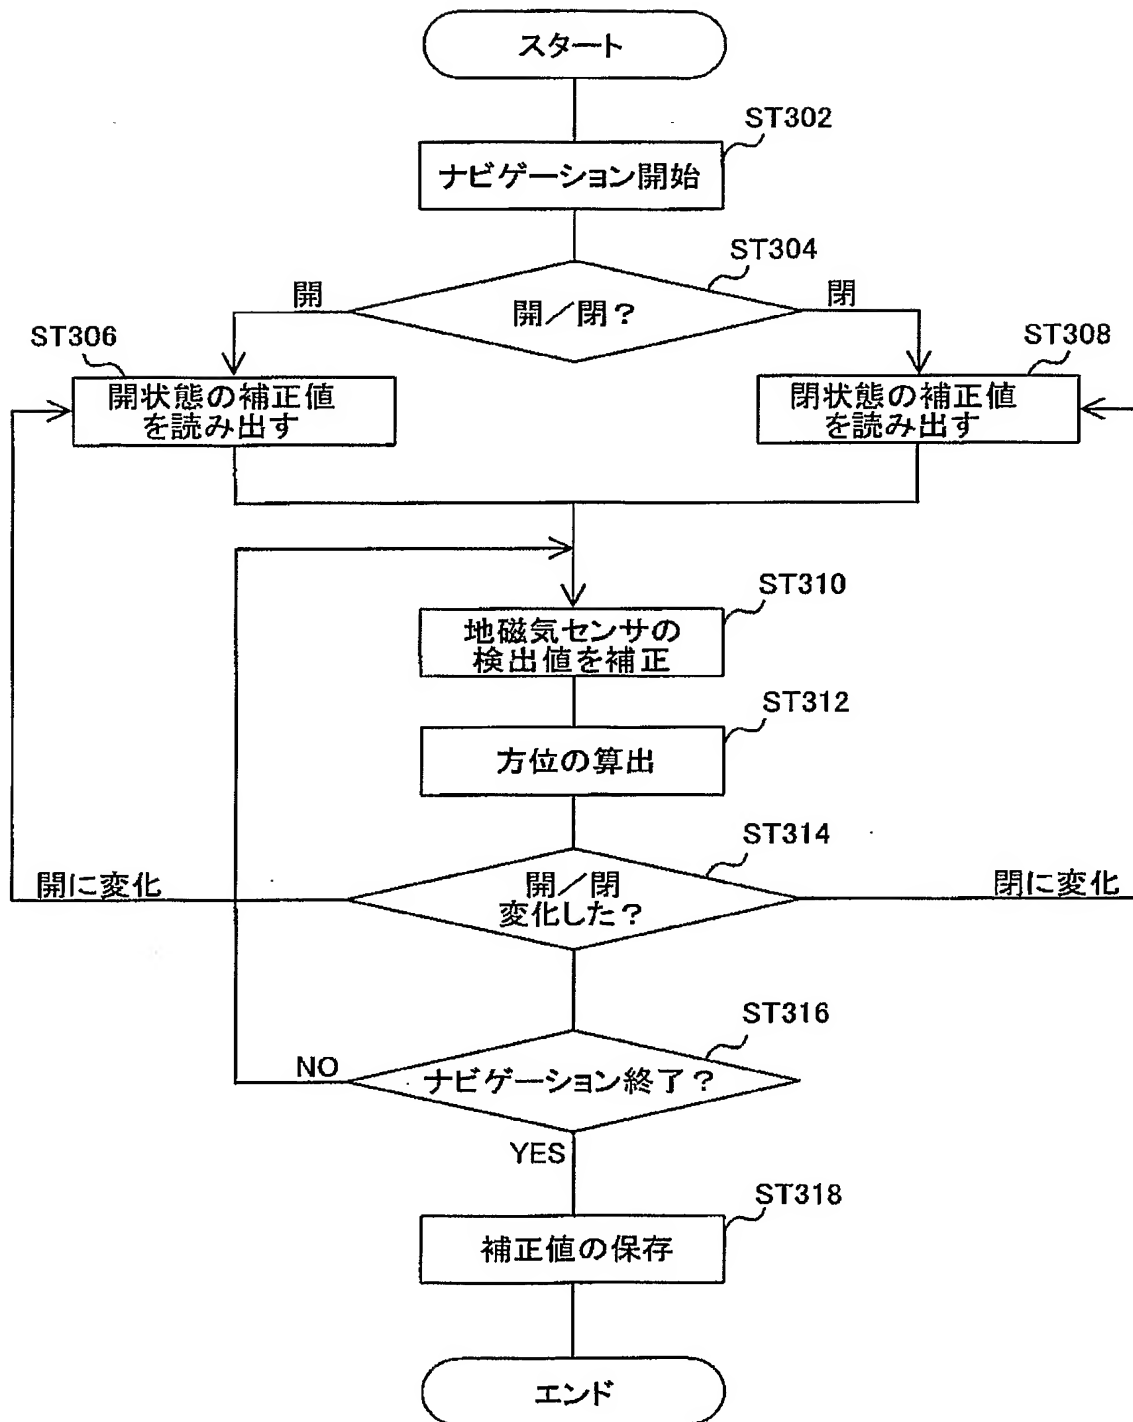 スタート
ST302
ナビゲーション開始
ST304
開
開／閉？
閉
ST306
開状態の補正値
を読み出す
ST308
閉状態の補正値
を読み出す
ST310
地磁気センサの
検出値を補正
ST312
方位の算出
ST314
開に変化
開／閉
変化した？
閉に変化
ST316
NO
ナビゲーション終了？
YES
ST318
補正値の保存
エンド